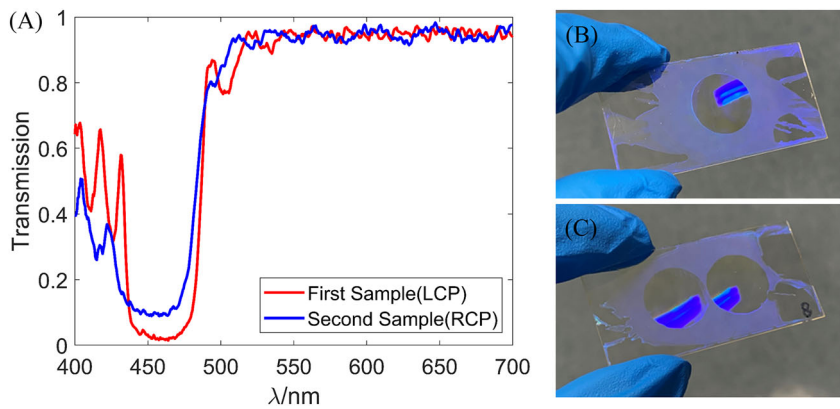 (A)
1
0.8
0.6
0.4
0.2
0
Transmission
First Sample(LCP)
Second Sample(RCP)
400 450 500 550 600 650 700
λ/nm
(B)
(C)
8